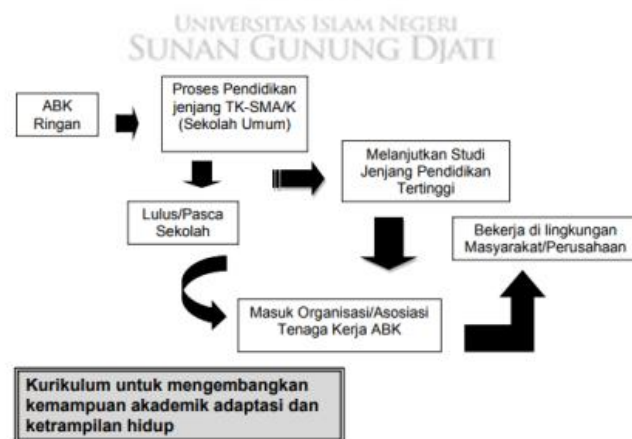 UNIVERSITAS ISLAM NEGERI
SUNAN GUNUNG DJATI
ABK
Ringan
Proses Pendidikan
jenjang TK-SMA/K
(Sekolah Umum)
Melanjutkan Studi
Jenjang Pendidikan
Tertinggi
Lulus/Pasca
Sekolah
Bekerja di lingkungan
Masyarakat/Perusahaan
Masuk Organisasi/Asosiasi
Tenaga Kerja ABK
Kurikulum untuk mengembangkan
kemampuan akademik adaptasi dan
ketrampilan hidup